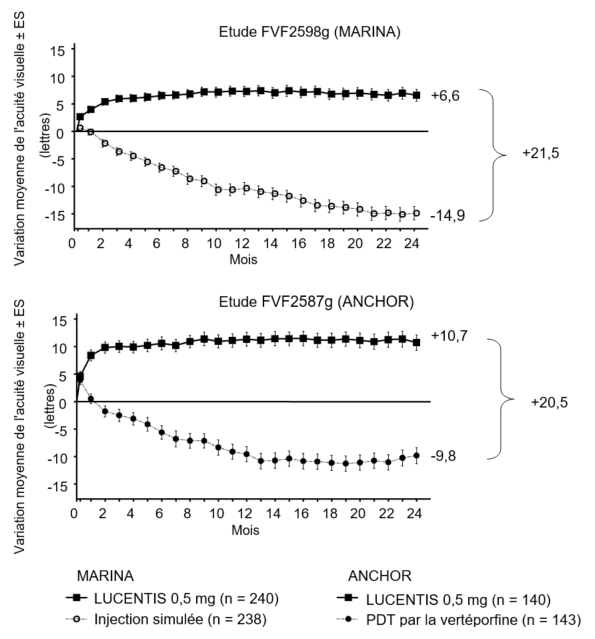 Etude FVF2598g (MARINA)
Variation moyenne de l'acuité visuelle ± ES
(lettres)
15
10
5
0
-5
-10
-15
+6,6
+21,5
-14,9
0 2 4 6 8 10 12 14 16 18 20 22 24
Mois
Etude FVF2587g (ANCHOR)
Variation moyenne de l'acuité visuelle ± ES
(lettres)
15
10
5
0
-5
-10
-15
+10,7
+20,5
-9,8
0 2 4 6 8 10 12 14 16 18 20 22 24
Mois
MARINA
LUCENTIS 0,5 mg (n = 240)
Injection simulée (n = 238)
ANCHOR
LUCENTIS 0,5 mg (n = 140)
PDT par la vertéporfine (n = 143)